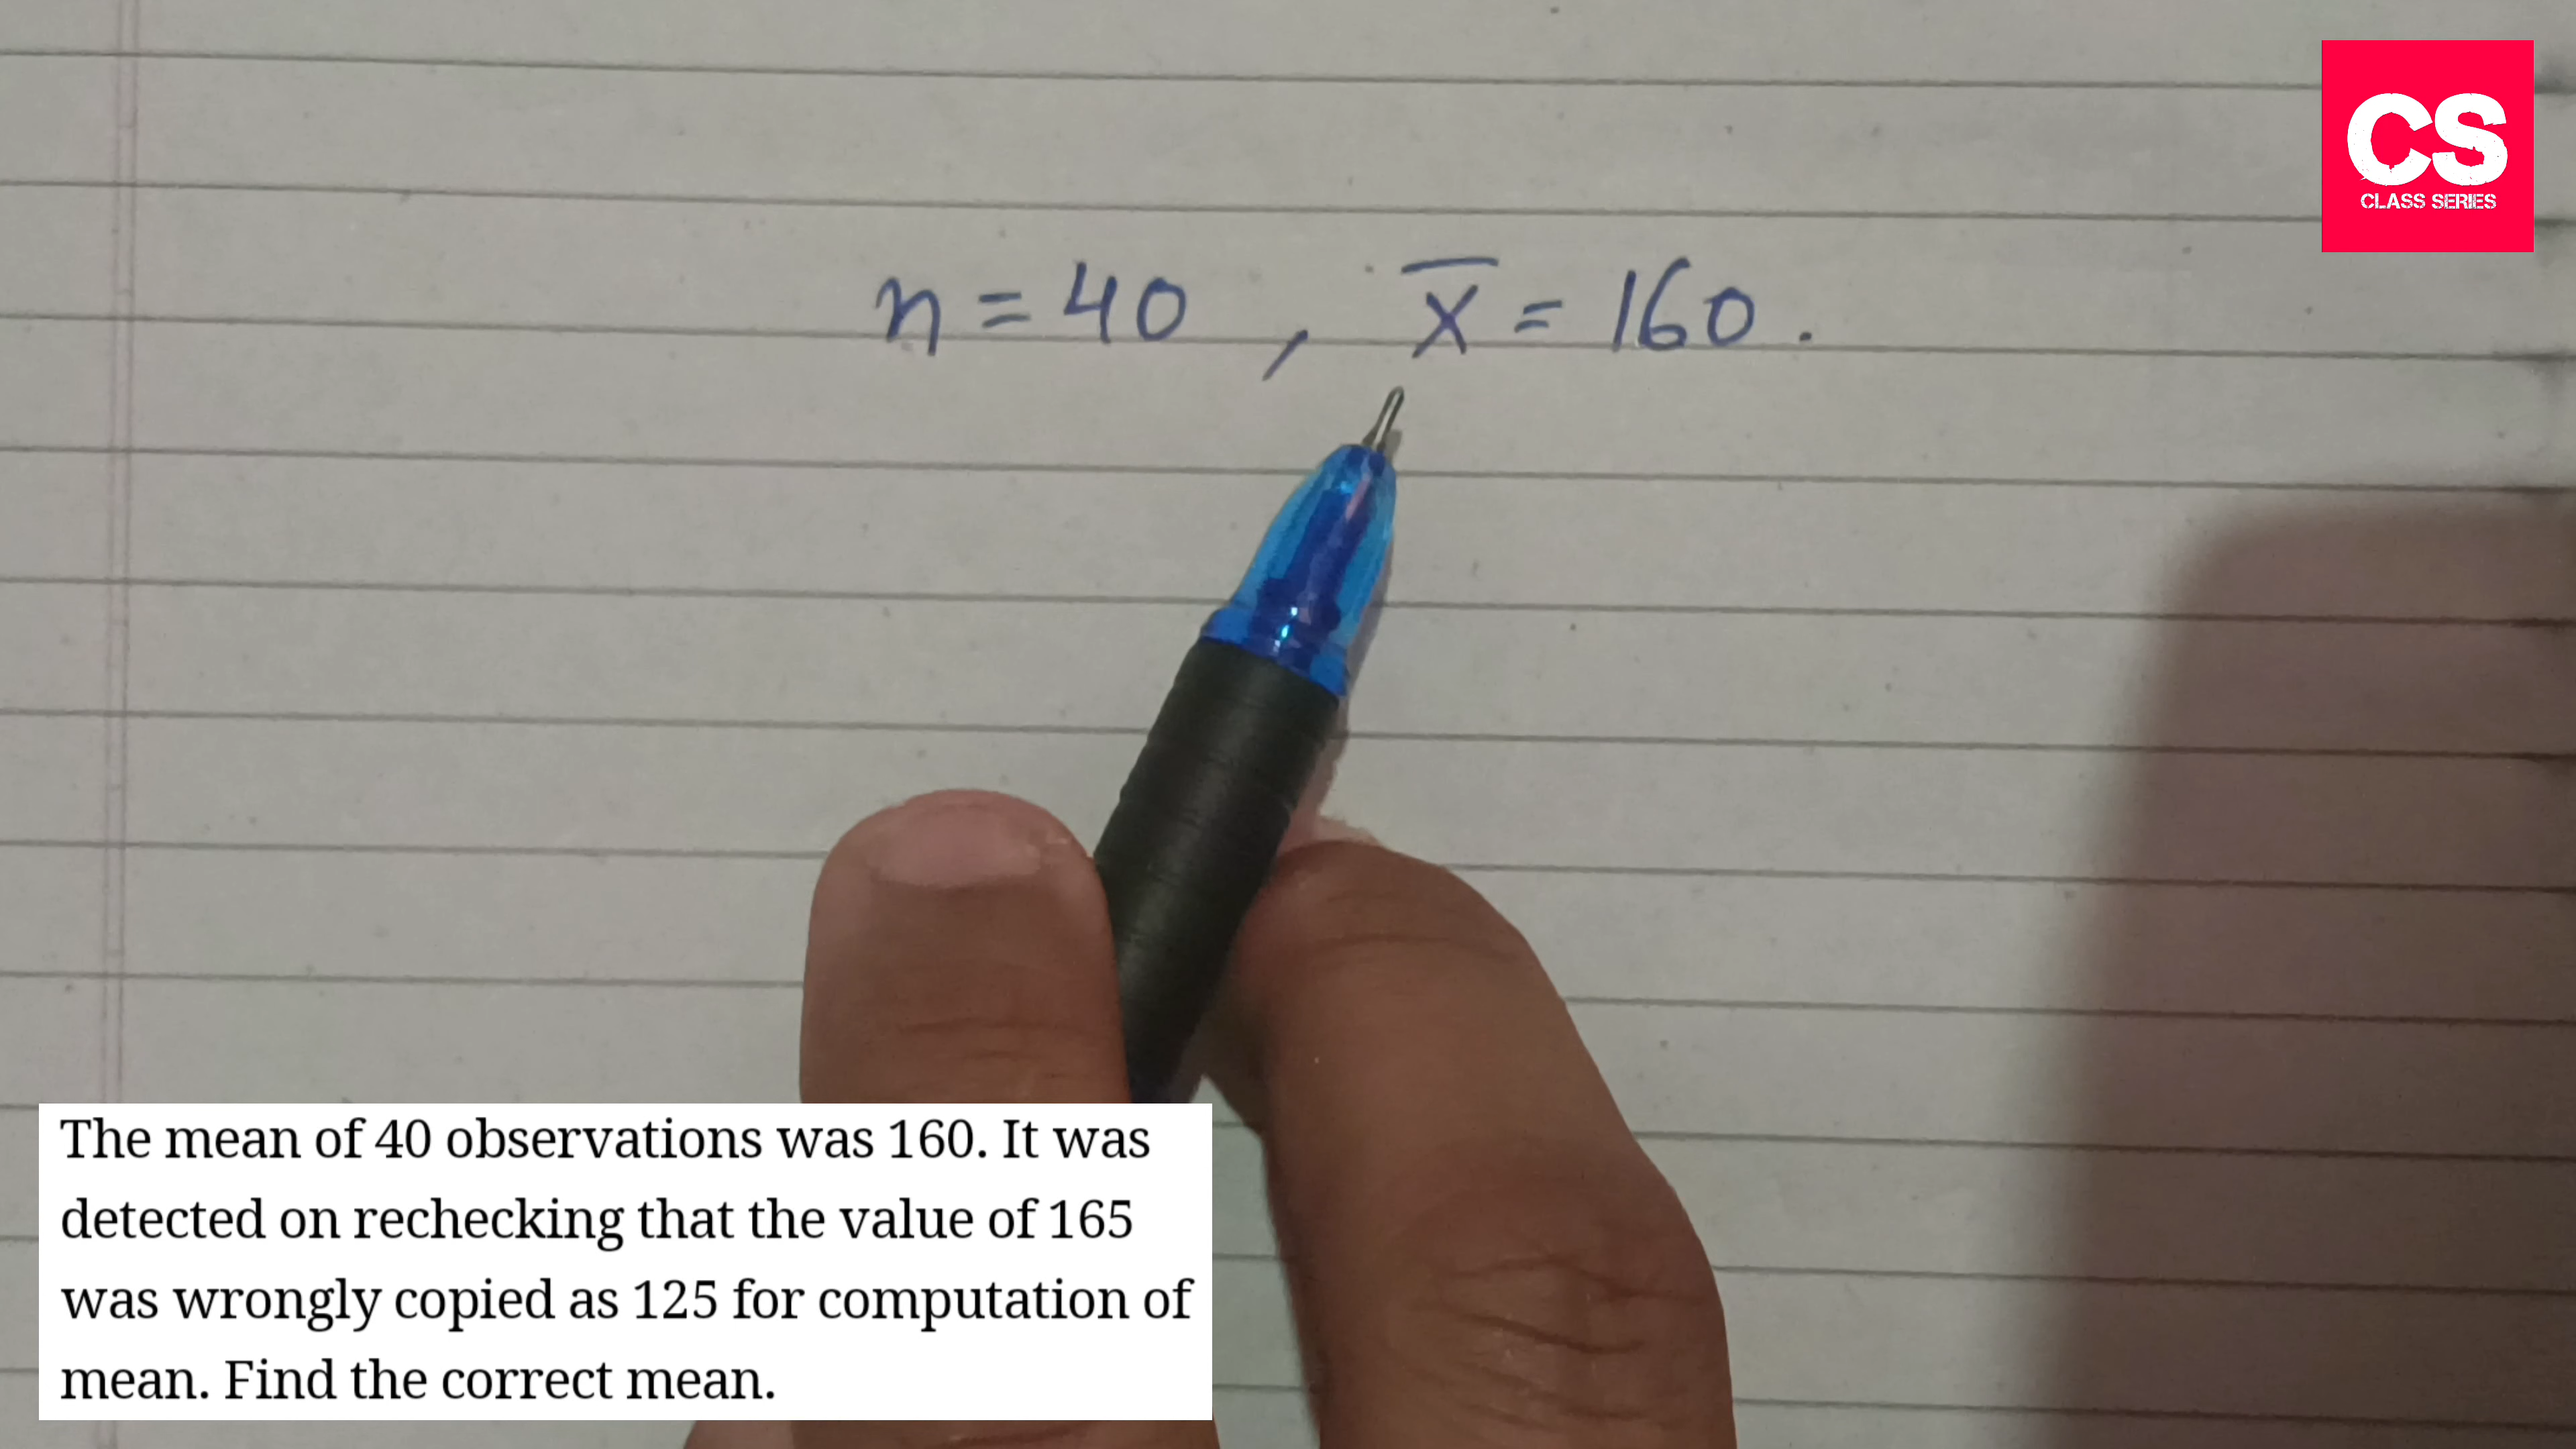 CS
CLASS SERIES
n = 40 , x̅ = 160 .
The mean of 40 observations was 160. It was
detected on rechecking that the value of 165
was wrongly copied as 125 for computation of
mean. Find the correct mean.